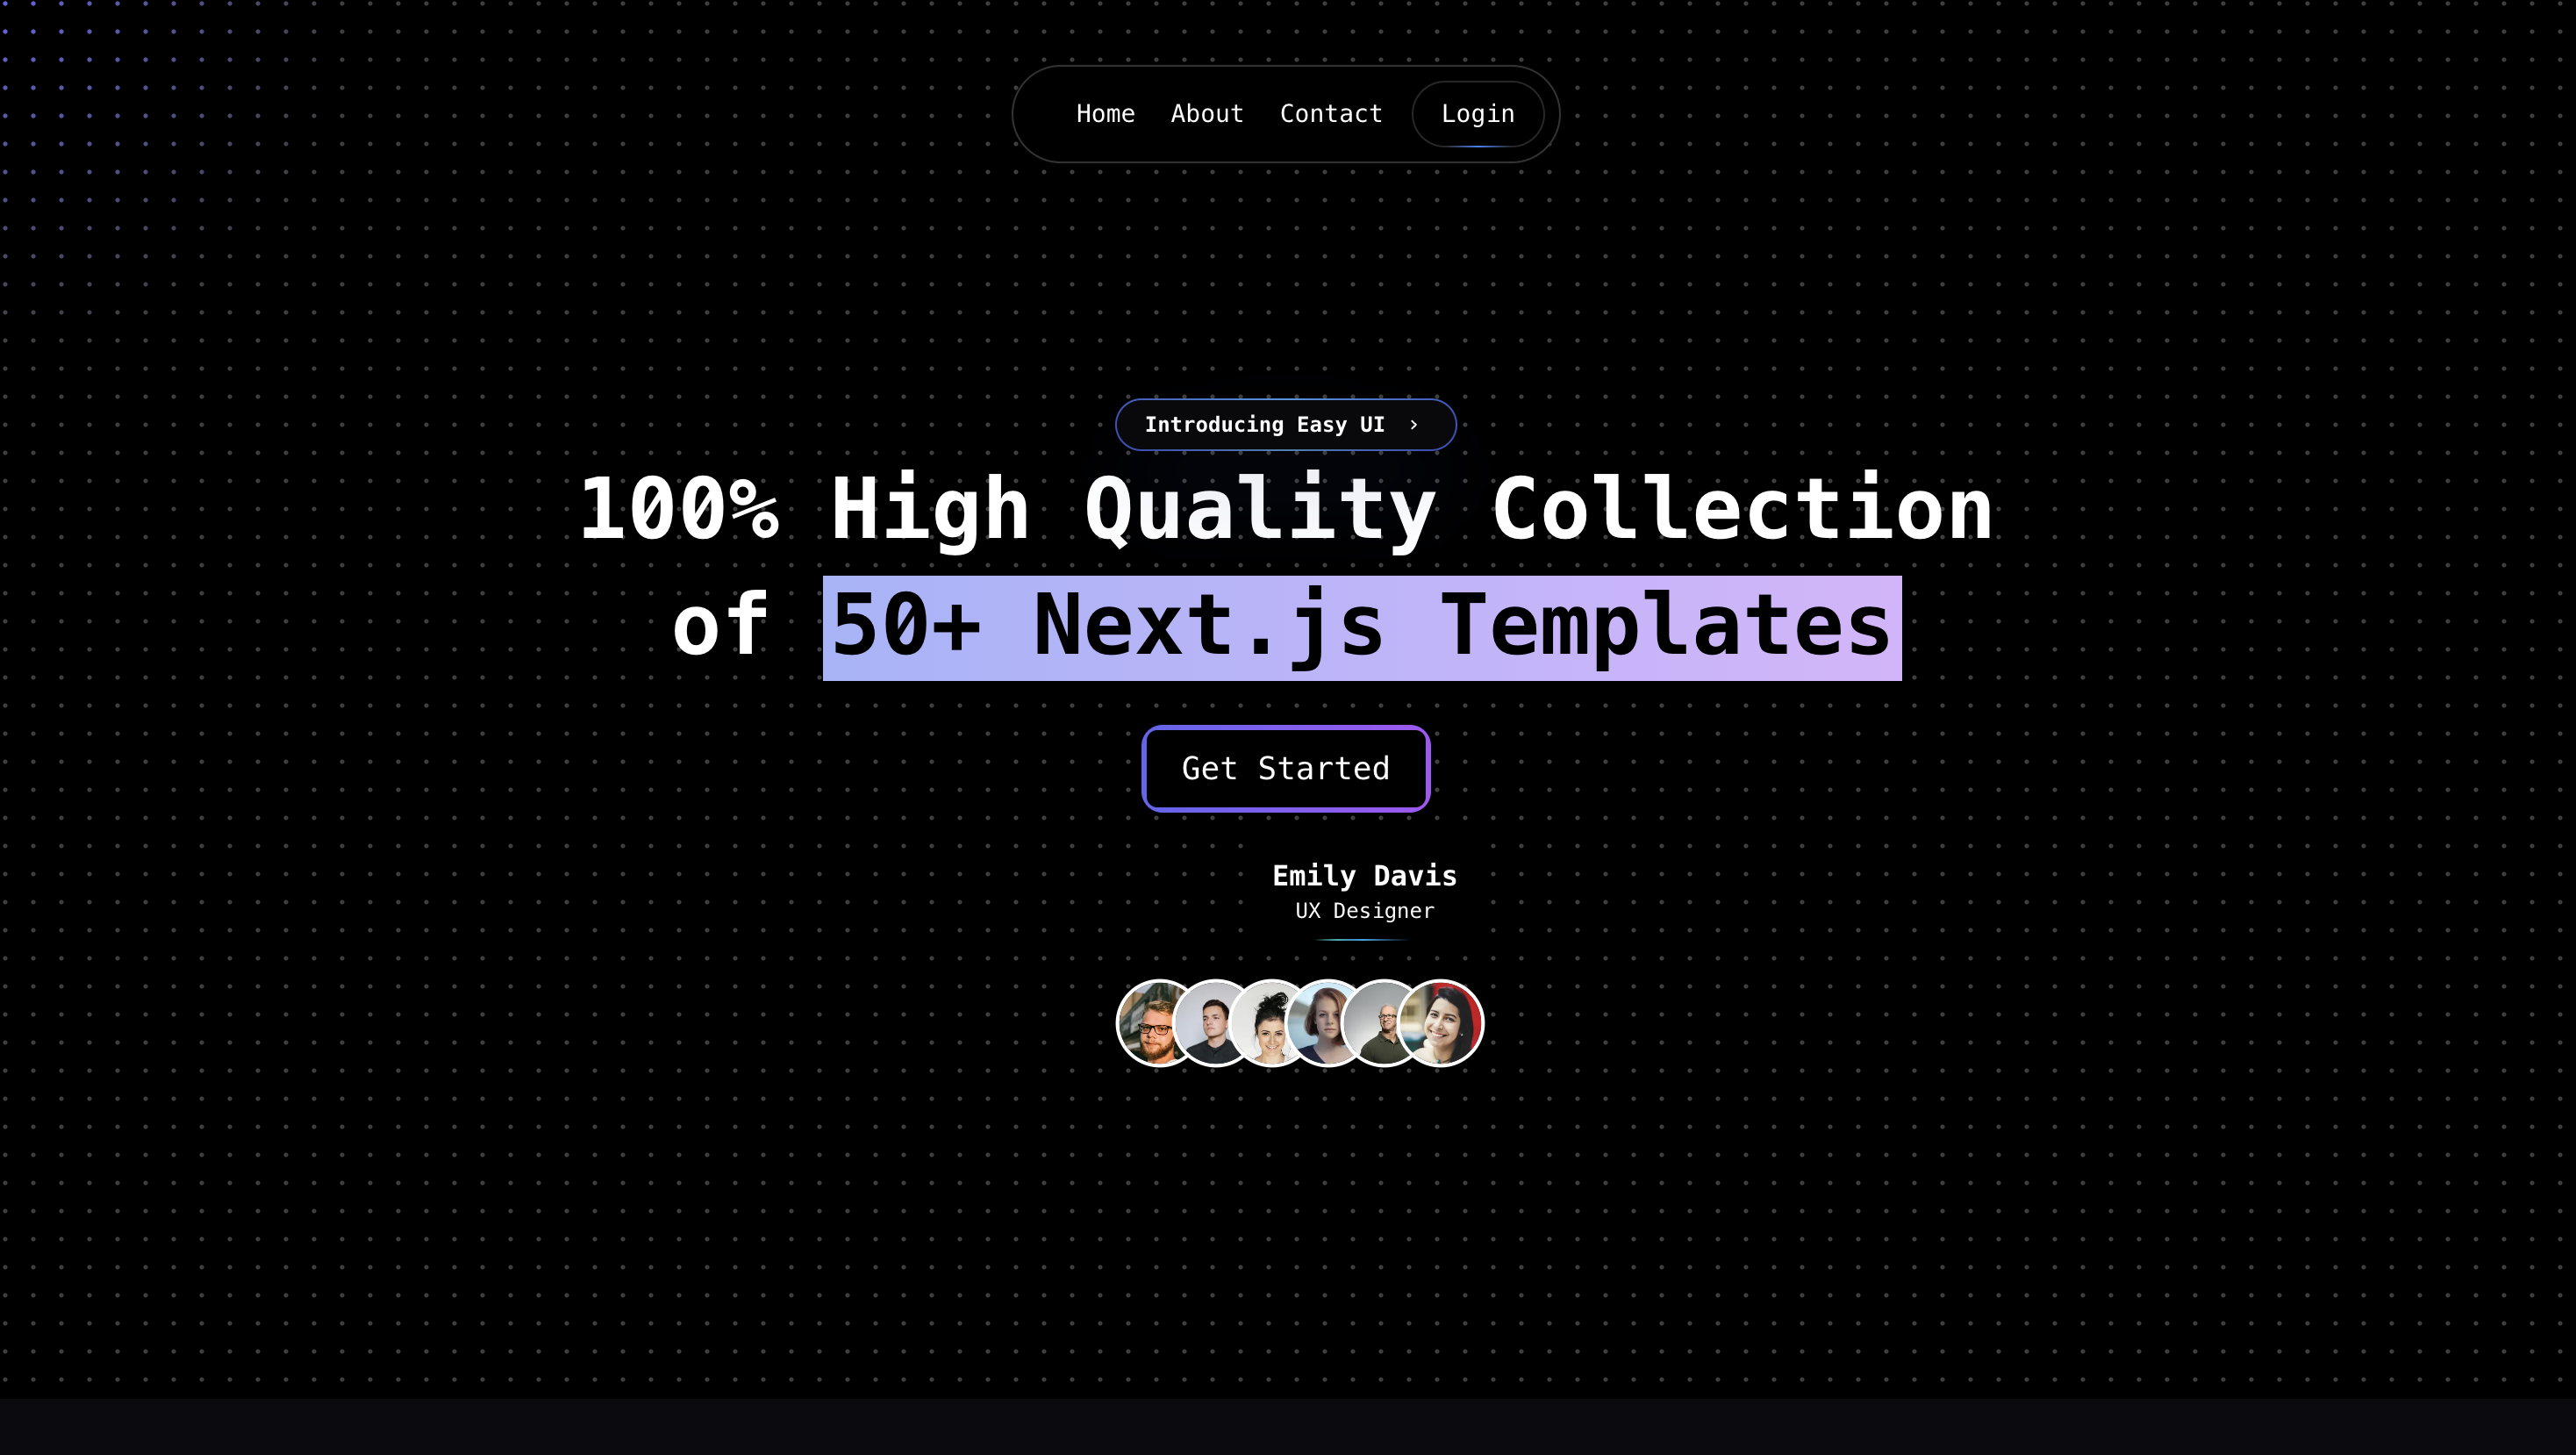 Home About Contact Login
Introducing Easy UI
100% High Quality Collection
of 50+ Next.js Templates
Get Started
Emily Davis
UX Designer